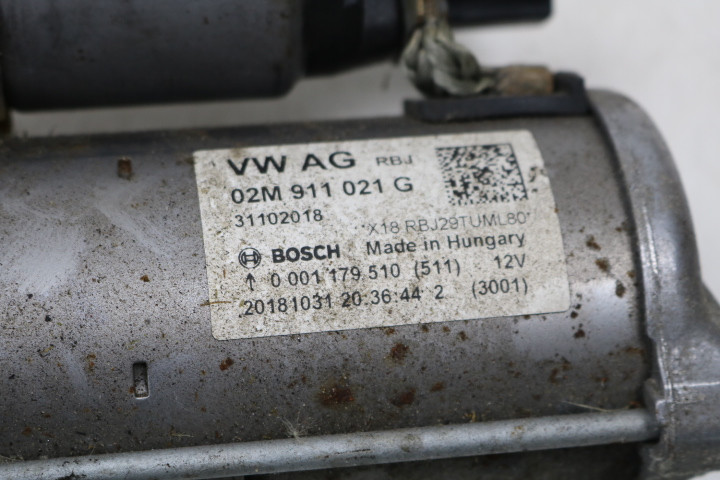 VW AG RBJ
02M 911 021 G
31102018
*X18 RBJ29TUML80*
BOSCH Made in Hungary
↑ 0 001 179 510 (511) 12V
20181031 20.36.44 2 (3001)